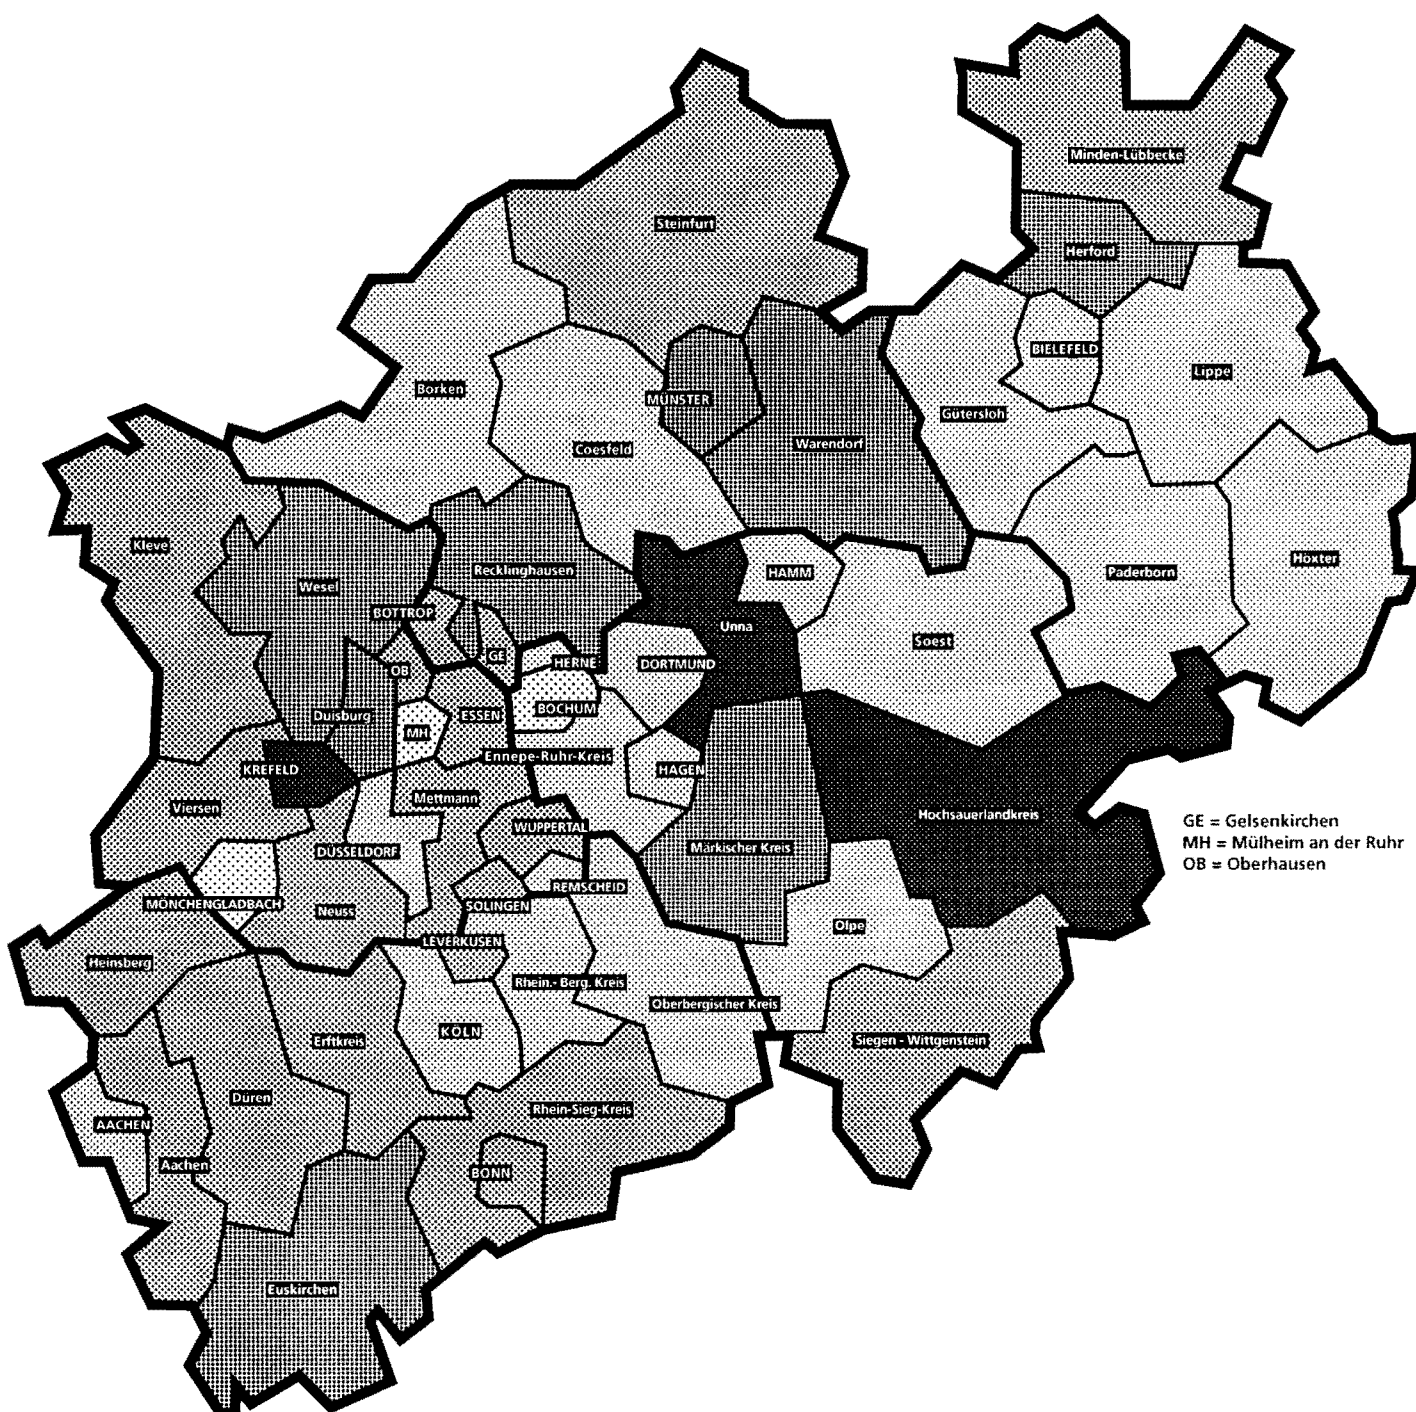 Minden-Lübbecke
Steinfurt
Herford
BIELEFELD
Lippe
Borken
MÜNSTER
Gütersloh
Warendorf
Coesfeld
Kleve
Wesel
Recklinghausen
HAMM
Paderborn
Höxter
BOTTROP
Unna
Soest
GE
HERNE
DORTMUND
OB
BOCHUM
Duisburg
ESSEN
MH
Ennepe-Ruhr-Kreis
KREFELD
HAGEN
Mettmann
Viersen
Hochsauerlandkreis
WUPPERTAL
Märkischer Kreis
DÜSSELDORF
REMSCHEID
MÖNCHENGLADBACH
SOLINGEN
Neuss
Olpe
LEVERKUSEN
Heinsberg
Rhein.- Berg. Kreis
Oberbergischer Kreis
KÖLN
Erftkreis
Siegen - Wittgenstein
Düren
Rhein-Sieg-Kreis
AACHEN
Aachen
BONN
Euskirchen
GE = Gelsenkirchen
MH = Mülheim an der Ruhr
OB = Oberhausen